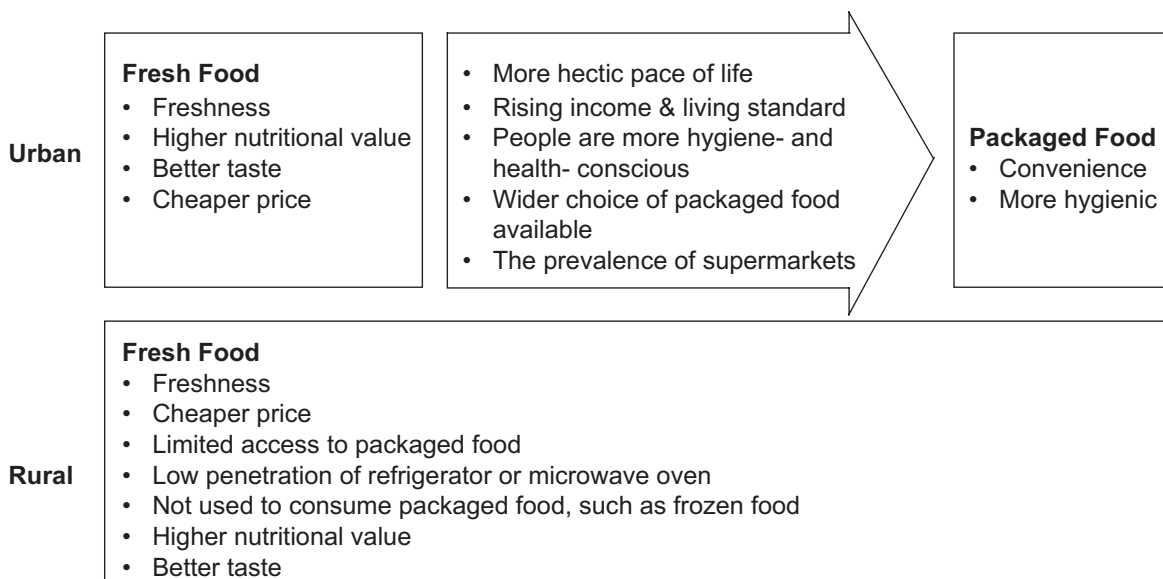 Urban
Fresh Food
• Freshness
• Higher nutritional value
• Better taste
• Cheaper price
• More hectic pace of life
• Rising income & living standard
• People are more hygiene- and
health- conscious
• Wider choice of packaged food
available
• The prevalence of supermarkets
Packaged Food
• Convenience
• More hygienic
Rural
Fresh Food
• Freshness
• Cheaper price
• Limited access to packaged food
• Low penetration of refrigerator or microwave oven
• Not used to consume packaged food, such as frozen food
• Higher nutritional value
• Better taste